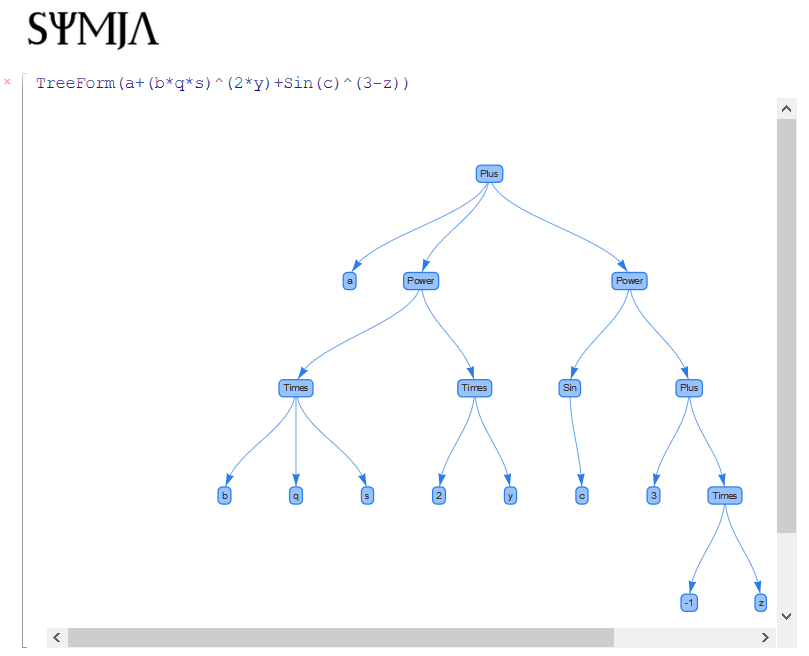 SΨMJΛ
×
TreeForm(a+(b*q*s)^(2*y)+Sin(c)^(3-z))
Plus
a Power Power
Times Times Sin Plus
b q s 2 y c 3 Times
-1 z